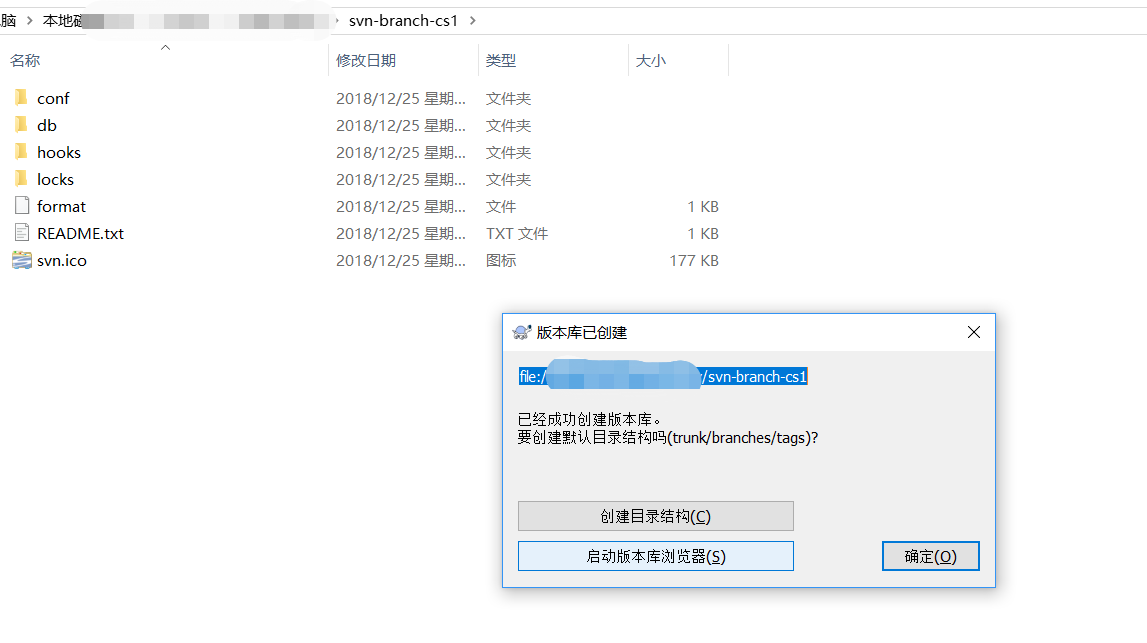 脑 > 本地磁 > svn-branch-cs1 >
名称 修改日期 类型 大小
conf 2018/12/25 星期... 文件夹
db 2018/12/25 星期... 文件夹
hooks 2018/12/25 星期... 文件夹
locks 2018/12/25 星期... 文件夹
format 2018/12/25 星期... 文件 1 KB
README.txt 2018/12/25 星期... TXT 文件 1 KB
svn.ico 2018/12/25 星期... 图标 177 KB
版本库已创建
file:/ /svn-branch-cs1
已经成功创建版本库。
要创建默认目录结构吗(trunk/branches/tags)?
创建目录结构(C)
启动版本库浏览器(S) 确定(O)